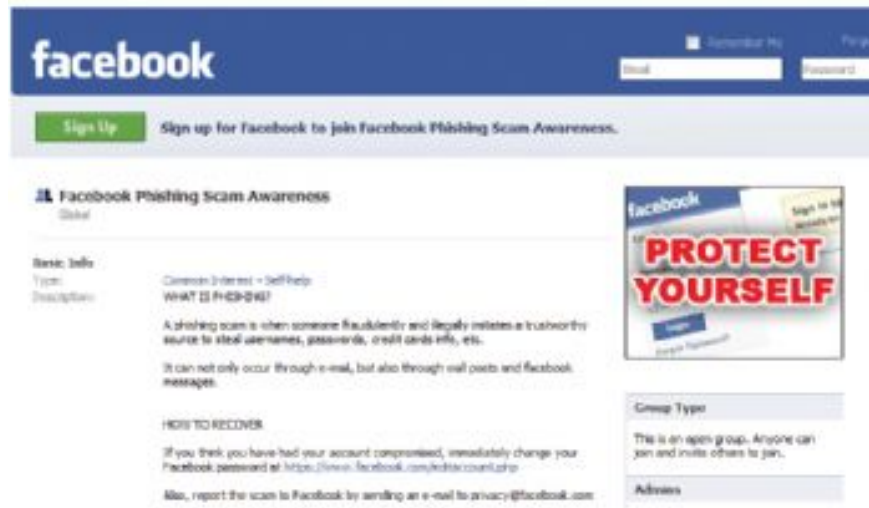 facebook
Remember Me
Email
Password
Sign Up
Sign up for Facebook to join Facebook Phishing Scam Awareness.
Facebook Phishing Scam Awareness
Global
Basic Info
Type:
Common Interest - Self-help
Description:
WHAT IS PHISHING?
A phishing scam is when someone fraudulently and illegally imitates a trustworthy
source to steal usernames, passwords, credit cards info, etc.
It can not only occur through e-mail, but also through wall posts and facebook
messages.
HOW TO RECOVER
If you think you have had your account compromised, immediately change your
Facebook password at
Also, report the scam to Facebook by sending an e-mail to privacy@facebook.com
facebook
Sign in
PROTECT
YOURSELF
Login
Group Type
This is an open group. Anyone can
join and invite others to join.
Admins